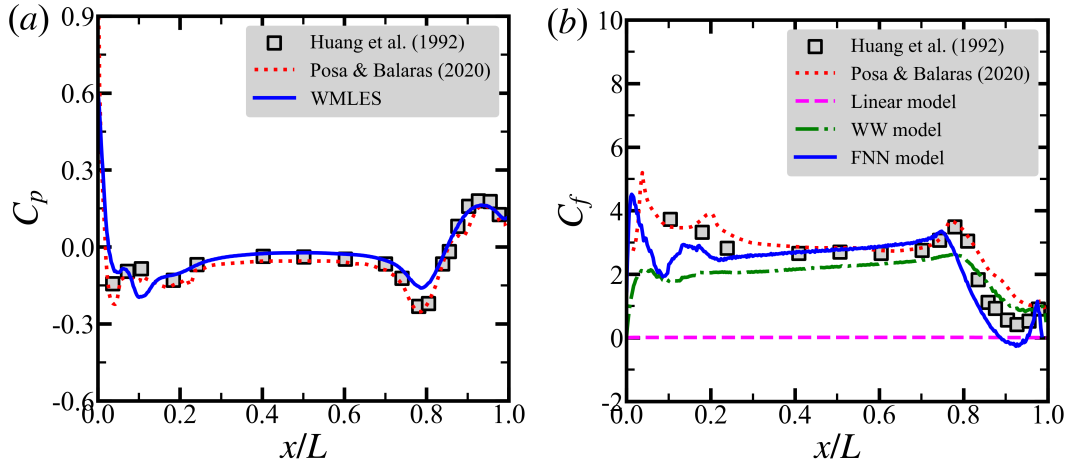 (a)
Huang et al. (1992)
Posa & Balaras (2020)
WMLES
0.9
0.6
0.3
0.0
-0.3
-0.6
C_p
0.0
0.2
0.4
0.6
0.8
1.0
x/L
(b)
Huang et al. (1992)
Posa & Balaras (2020)
Linear model
WW model
FNN model
10
8
6
4
2
0
-2
C_f
0.0
0.2
0.4
0.6
0.8
1.0
x/L